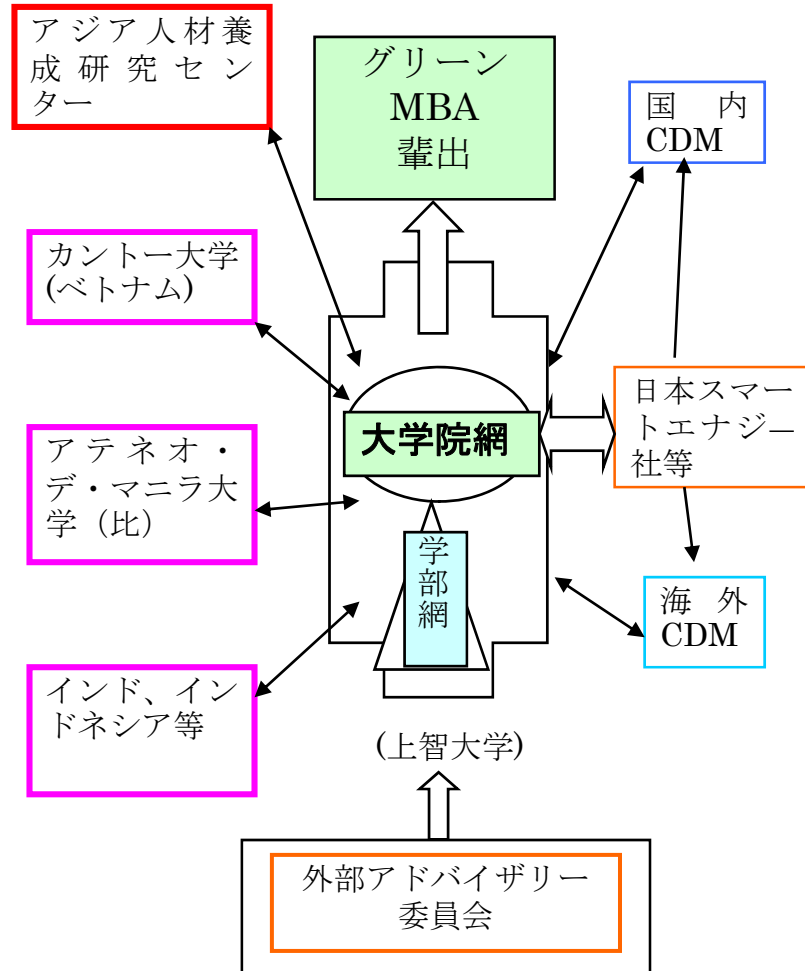 アジア人材養
成研究セン
ター
グリーン
MBA
輩出
国内
CDM
カントー大学
(ベトナム)
大学院網
日本スマー
トエナジ―
社等
アテネオ・
デ・マニラ大
学（比）
学部網
海外
CDM
インド、イン
ドネシア等
(上智大学)
外部アドバイザリー
委員会